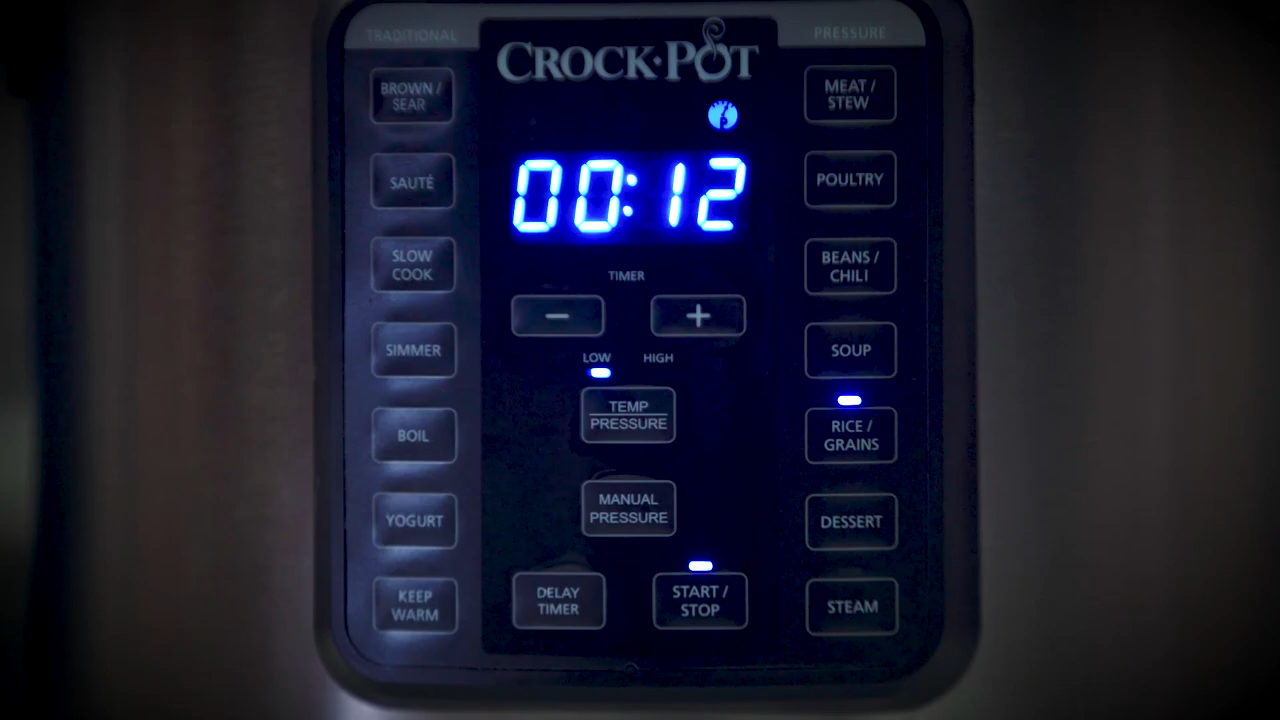 TRADITIONAL
BROWN /
SEAR
SAUTÉ
SLOW
COOK
SIMMER
BOIL
YOGURT
KEEP
WARM
CROCK·POT
00:12
TIMER
−
+
LOW HIGH
TEMP
PRESSURE
MANUAL
PRESSURE
DELAY
TIMER
START /
STOP
PRESSURE
MEAT /
STEW
POULTRY
BEANS /
CHILI
SOUP
RICE /
GRAINS
DESSERT
STEAM